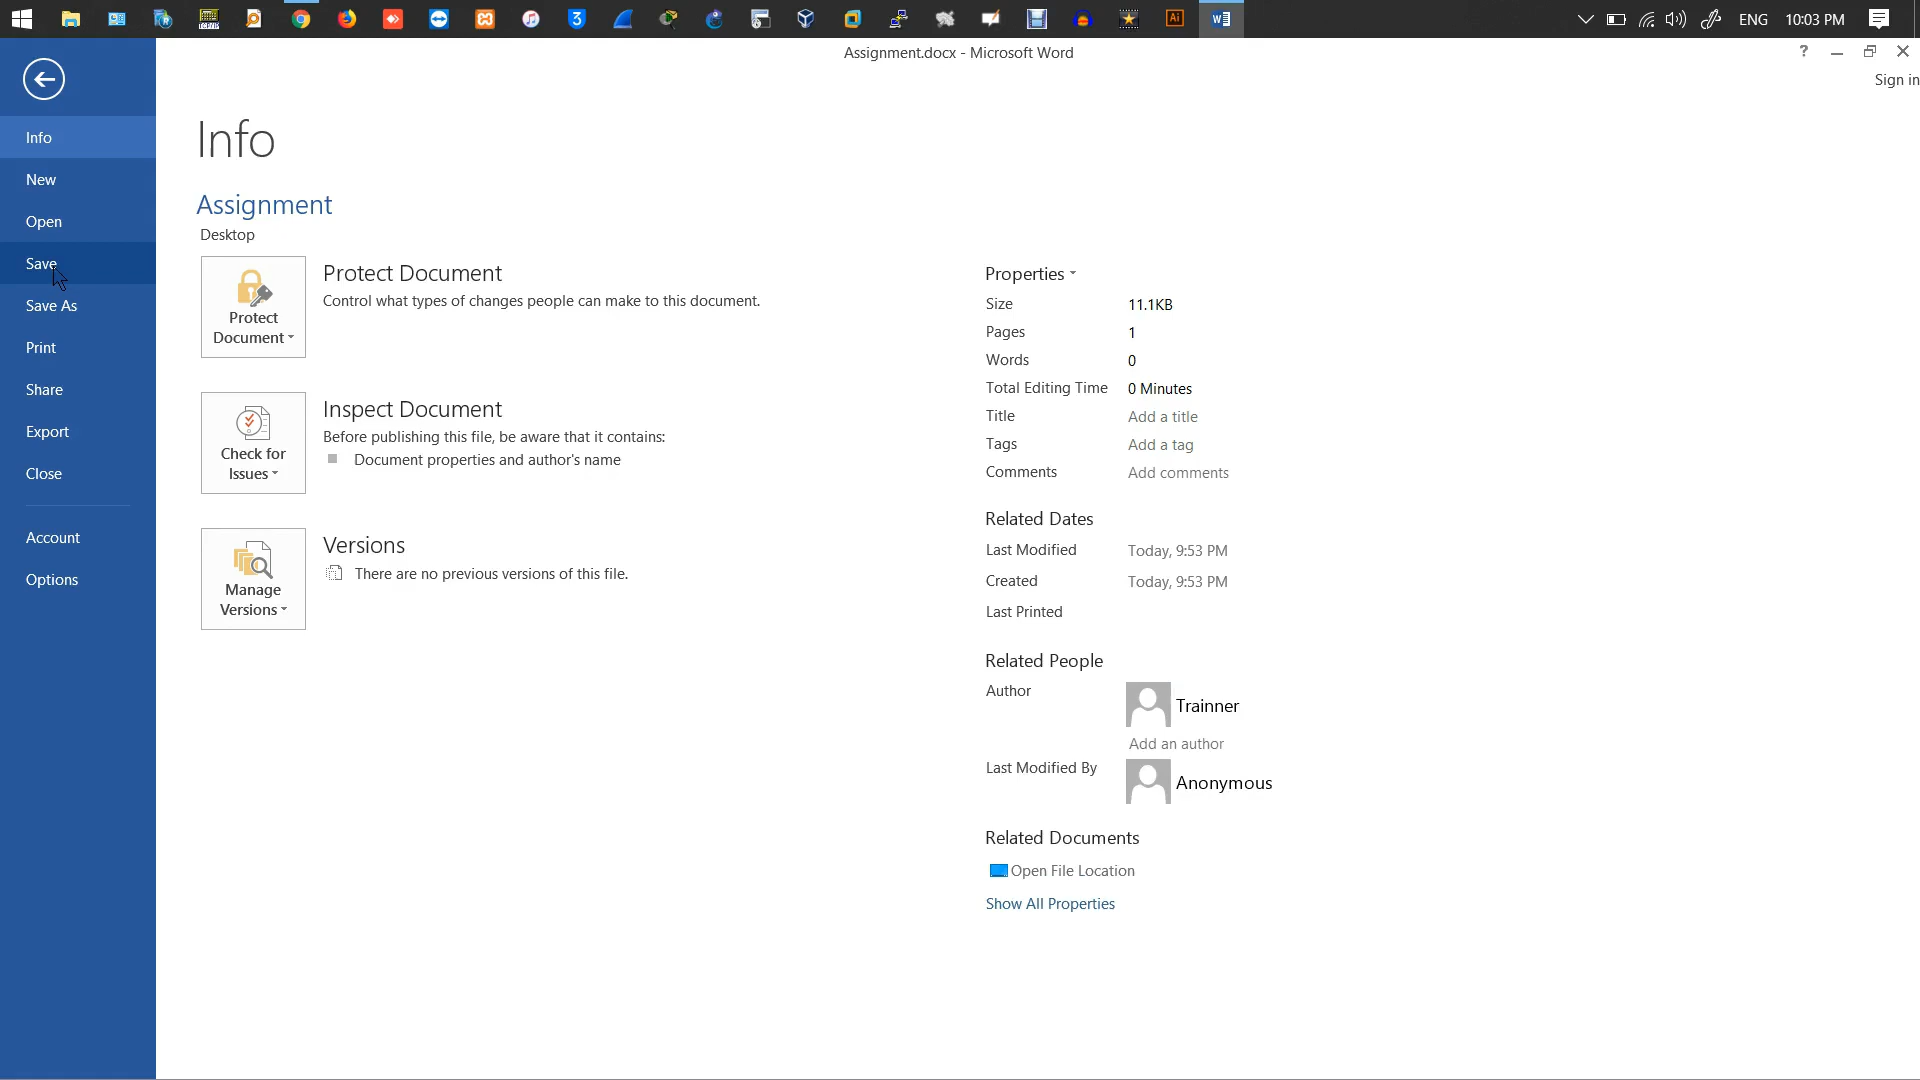 ENG 10:03 PM
Assignment.docx - Microsoft Word
?
Sign in
Info
New
Open
Save
Save As
Print
Share
Export
Close
Account
Options
Info
Assignment
Desktop
Protect Document
Protect Document
Control what types of changes people can make to this document.
Check for Issues
Inspect Document
Before publishing this file, be aware that it contains:
Document properties and author's name
Manage Versions
Versions
There are no previous versions of this file.
Properties
Size 11.1KB
Pages 1
Words 0
Total Editing Time 0 Minutes
Title Add a title
Tags Add a tag
Comments Add comments
Related Dates
Last Modified Today, 9:53 PM
Created Today, 9:53 PM
Last Printed
Related People
Author Trainner
Add an author
Last Modified By Anonymous
Related Documents
Open File Location
Show All Properties